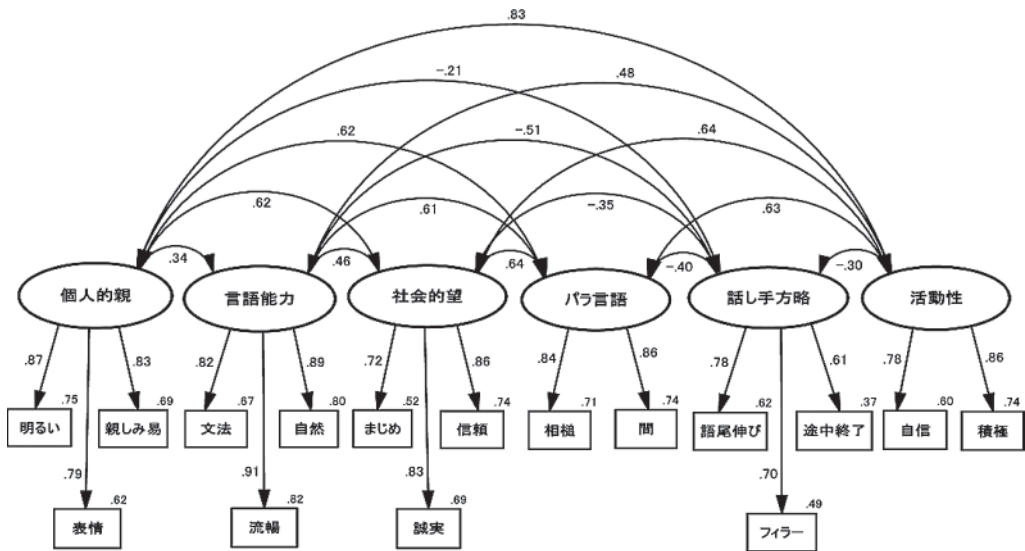 .83
-.21
.48
.62
-.51
.64
.62
.61
-.35
.63
.34
.46
.64
-.40
-.30
個人的親
言語能力
社会的望
パラ言語
話し手方略
活動性
.87
.83
.82
.89
.72
.86
.84
.86
.78
.61
.78
.86
.75
.69
.67
.80
.52
.74
.71
.74
.62
.37
.60
.74
明るい
親しみ易
文法
自然
まじめ
信頼
相槌
間
語尾伸び
途中終了
自信
積極
.79
.91
.83
.70
.62
.82
.69
.49
表情
流暢
誠実
フィラー